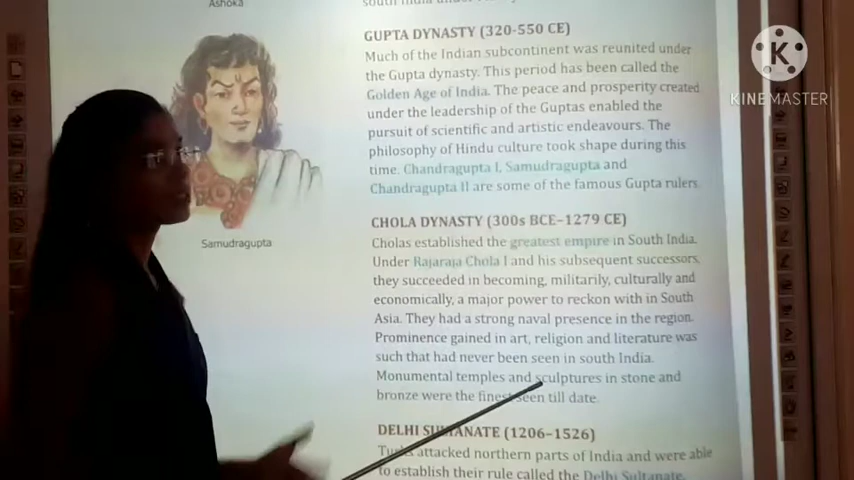 Ashoka
south India under
GUPTA DYNASTY (320-550 CE)
Much of the Indian subcontinent was reunited under
the Gupta dynasty. This period has been called the
Golden Age of India. The peace and prosperity created
under the leadership of the Guptas enabled the
pursuit of scientific and artistic endeavours. The
philosophy of Hindu culture took shape during this
time. Chandragupta I, Samudragupta and
Chandragupta II are some of the famous Gupta rulers.
Samudragupta
CHOLA DYNASTY (300s BCE–1279 CE)
Cholas established the greatest empire in South India.
Under Rajaraja Chola I and his subsequent successors,
they succeeded in becoming, militarily, culturally and
economically, a major power to reckon with in South
Asia. They had a strong naval presence in the region.
Prominence gained in art, religion and literature was
such that had never been seen in south India.
Monumental temples and sculptures in stone and
bronze were the finest seen till date.
DELHI SULTANATE (1206–1526)
Turks attacked northern parts of India and were able
to establish their rule called the Delhi Sultanate.
K
KINEMASTER